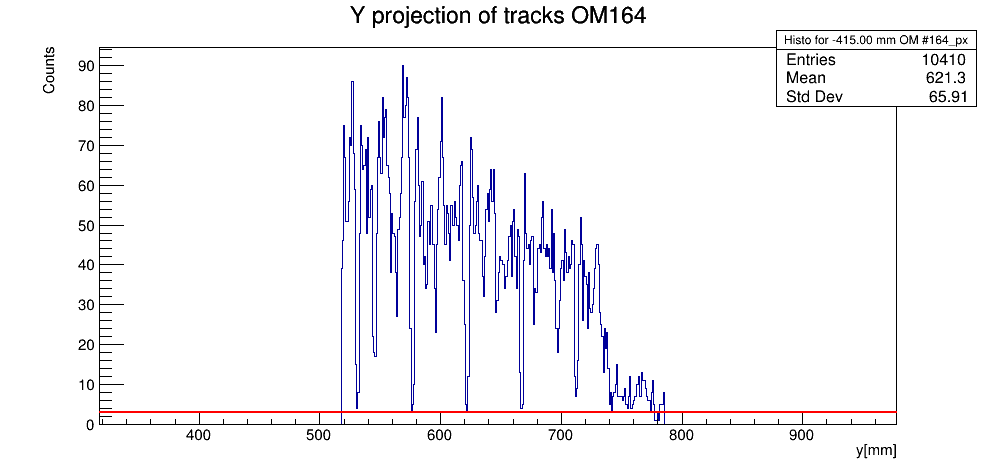 Y projection of tracks OM164
Histo for -415.00 mm OM #164_px
Entries 10410
Mean 621.3
Std Dev 65.91
Counts
90
80
70
60
50
40
30
20
10
0
400 500 600 700 800 900
y[mm]